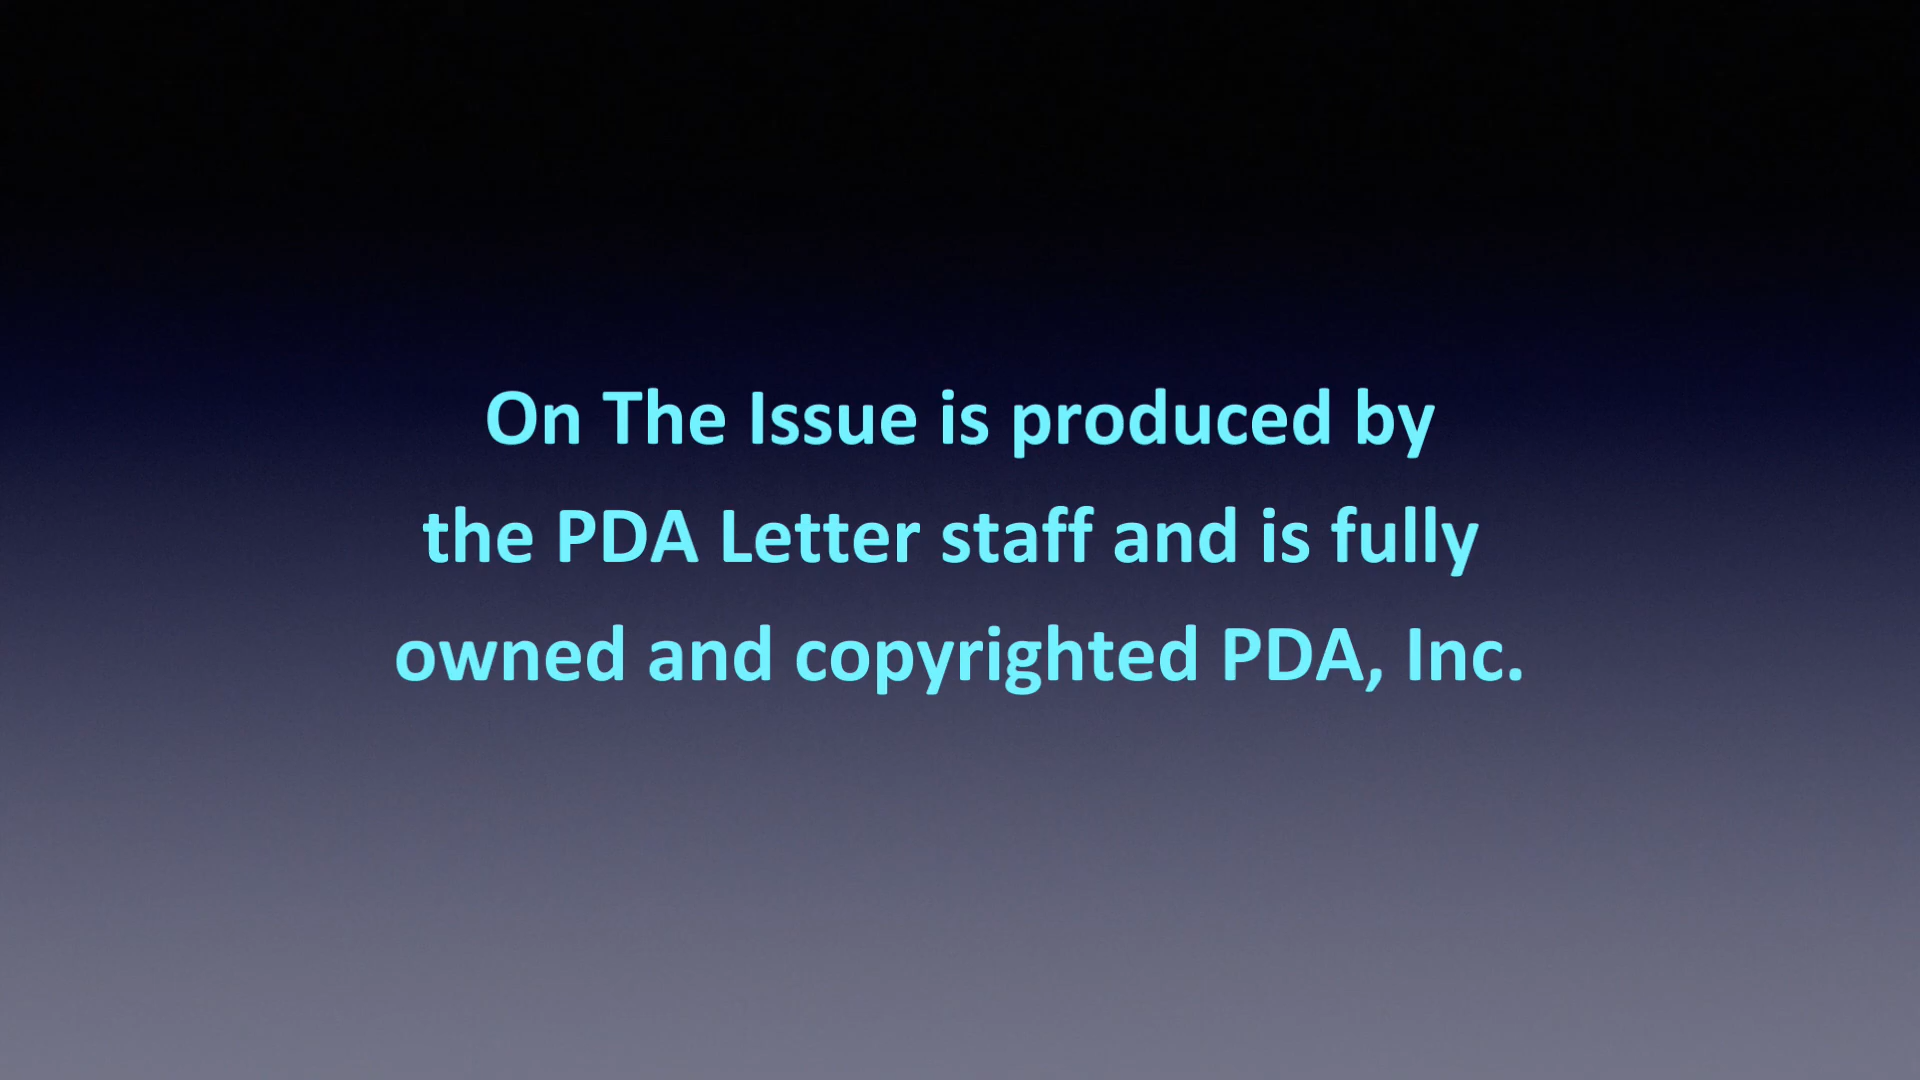 On The Issue is produced by
the PDA Letter staff and is fully
owned and copyrighted PDA, Inc.